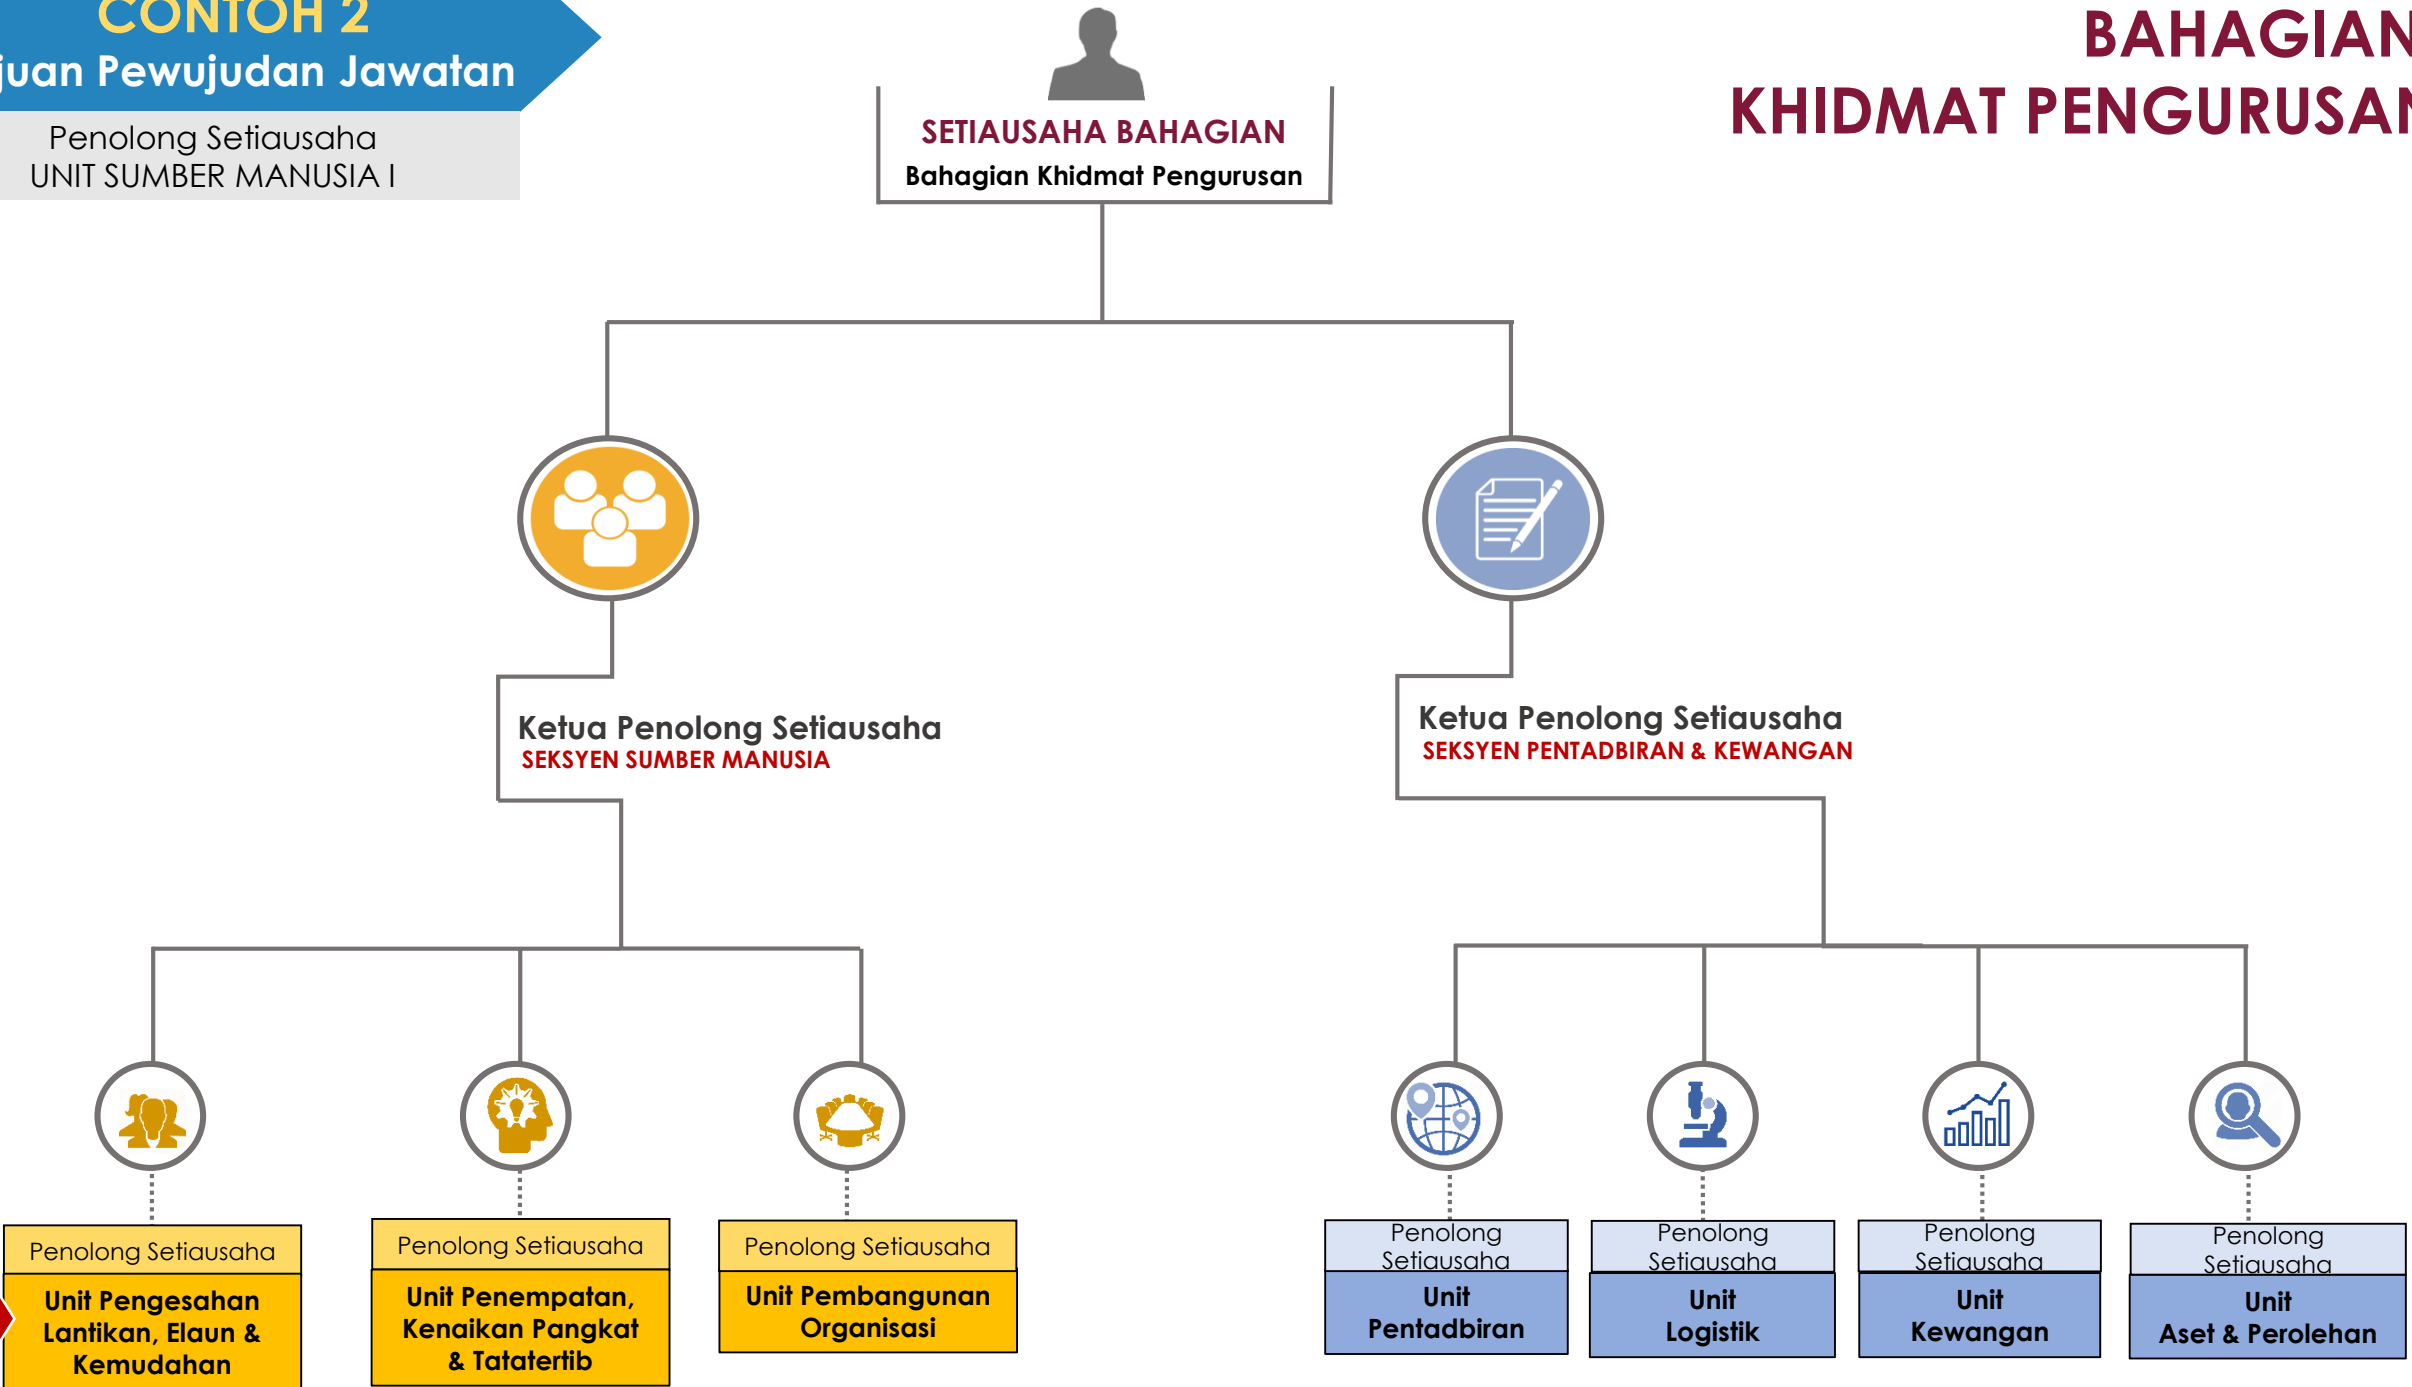 CONTOH 2
juan Pewujudan Jawatan
Penolong Setiausaha
UNIT SUMBER MANUSIA I
BAHAGIAN
KHIDMAT PENGURUSAN
SETIAUSAHA BAHAGIAN
Bahagian Khidmat Pengurusan
Ketua Penolong Setiausaha
SEKSYEN SUMBER MANUSIA
Ketua Penolong Setiausaha
SEKSYEN PENTADBIRAN & KEWANGAN
Penolong Setiausaha
Unit Pengesahan
Lantikan, Elaun &
Kemudahan
Penolong Setiausaha
Unit Penempatan,
Kenaikan Pangkat
& Tatatertib
Penolong Setiausaha
Unit Pembangunan
Organisasi
Penolong
Setiausaha
Unit
Pentadbiran
Penolong
Setiausaha
Unit
Logistik
Penolong
Setiausaha
Unit
Kewangan
Penolong
Setiausaha
Unit
Aset & Perolehan